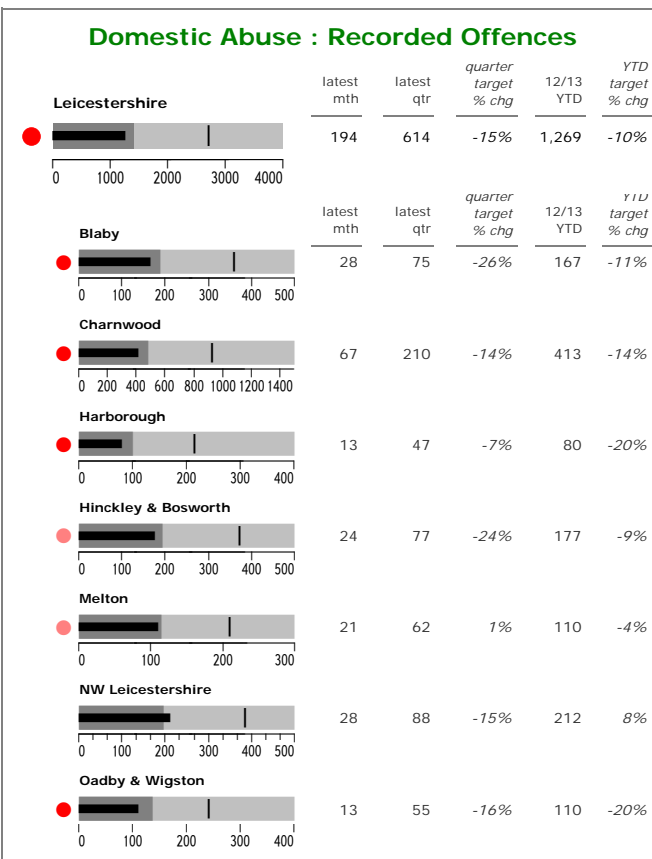 Domestic Abuse : Recorded Offences
latest mth latest qtr quarter target % chg 12/13 YTD YTD target % chg
Leicestershire
194 614 -15% 1,269 -10%
0 1000 2000 3000 4000
latest mth latest qtr quarter target % chg 12/13 YTD YTD target % chg
Blaby
28 75 -26% 167 -11%
0 100 200 300 400 500
Charnwood
67 210 -14% 413 -14%
0 200 400 600 800 1000 1200 1400
Harborough
13 47 -7% 80 -20%
0 100 200 300 400
Hinckley & Bosworth
24 77 -24% 177 -9%
0 100 200 300 400 500
Melton
21 62 1% 110 -4%
0 100 200 300
NW Leicestershire
28 88 -15% 212 8%
0 100 200 300 400 500
Oadby & Wigston
13 55 -16% 110 -20%
0 100 200 300 400